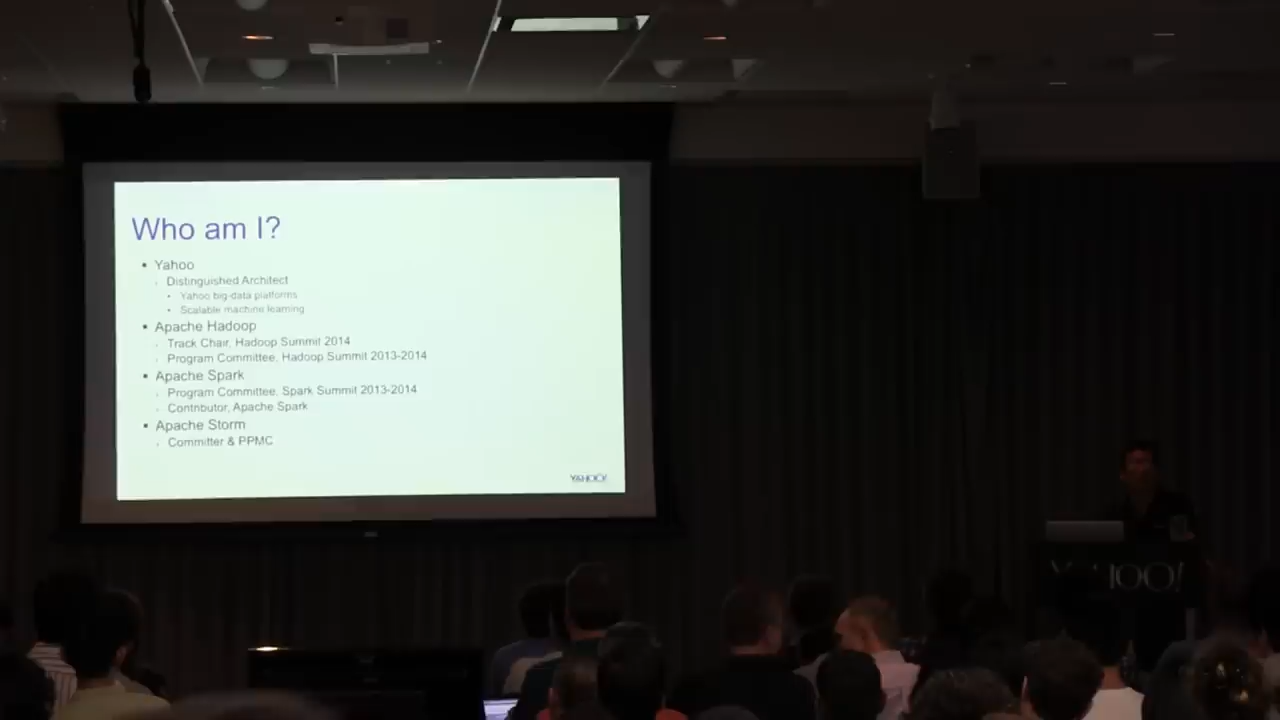 Who am I?
Yahoo
Distinguished Architect
Yahoo big-data platforms
Scalable machine learning
Apache Hadoop
Track Chair, Hadoop Summit 2014
Program Committee, Hadoop Summit 2013-2014
Apache Spark
Program Committee, Spark Summit 2013-2014
Contributor, Apache Spark
Apache Storm
Committer & PPMC
YAHOO!
YAHOO!